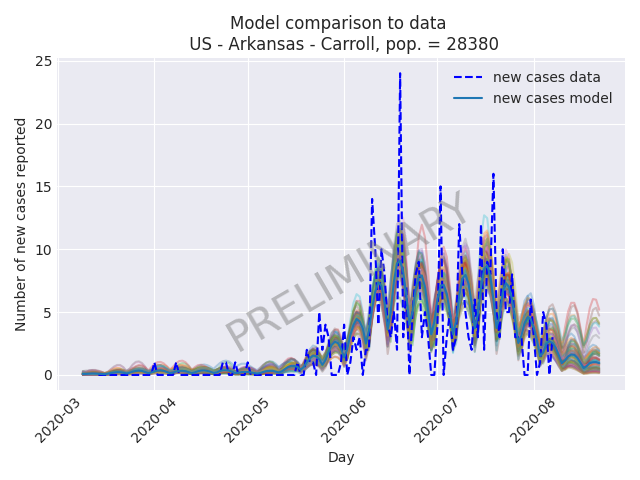 Model comparison to data
US - Arkansas - Carroll, pop. = 28380
25
20
15
10
5
0
Number of new cases reported
new cases data
new cases model
PRELIMINARY
2020-03
2020-04
2020-05
2020-06
2020-07
2020-08
Day